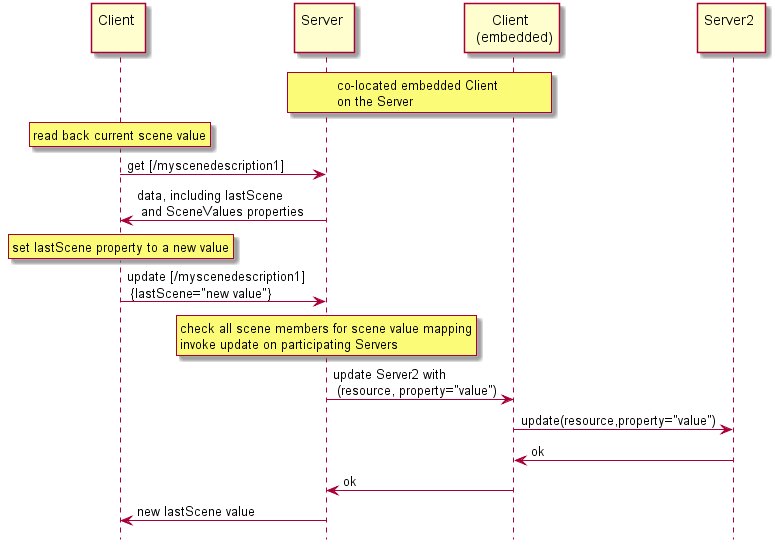 Client
Server
Client
(embedded)
Server2
co-located embedded Client
on the Server
read back current scene value
get [/myscenedescription1]
data, including lastScene
and SceneValues properties
set lastScene property to a new value
update [/myscenedescription1]
{lastScene="new value"}
check all scene members for scene value mapping
invoke update on participating Servers
update Server2 with
(resource, property="value")
update(resource,property="value")
ok
ok
new lastScene value